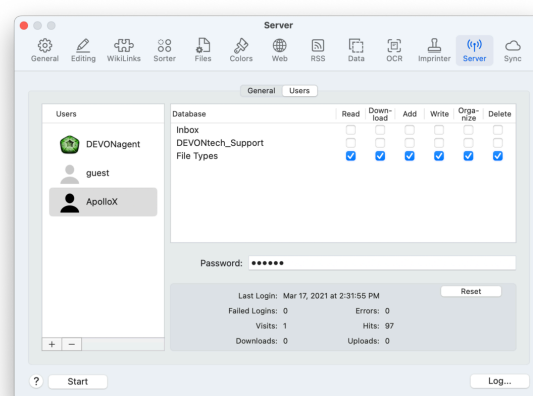 Server
General Editing WikiLinks Sorter Files Colors Web RSS Data OCR Imprinter Server Sync
General Users
Users
DEVONagent
guest
ApolloX
Database Read Down-load Add Write Orga-nize Delete
Inbox
DEVONtech_Support
File Types
Password: ••••••
Last Login: Mar 17, 2021 at 2:31:55 PM
Reset
Failed Logins: 0 Errors: 0
Visits: 1 Hits: 97
Downloads: 0 Uploads: 0
+ −
? Start Log...